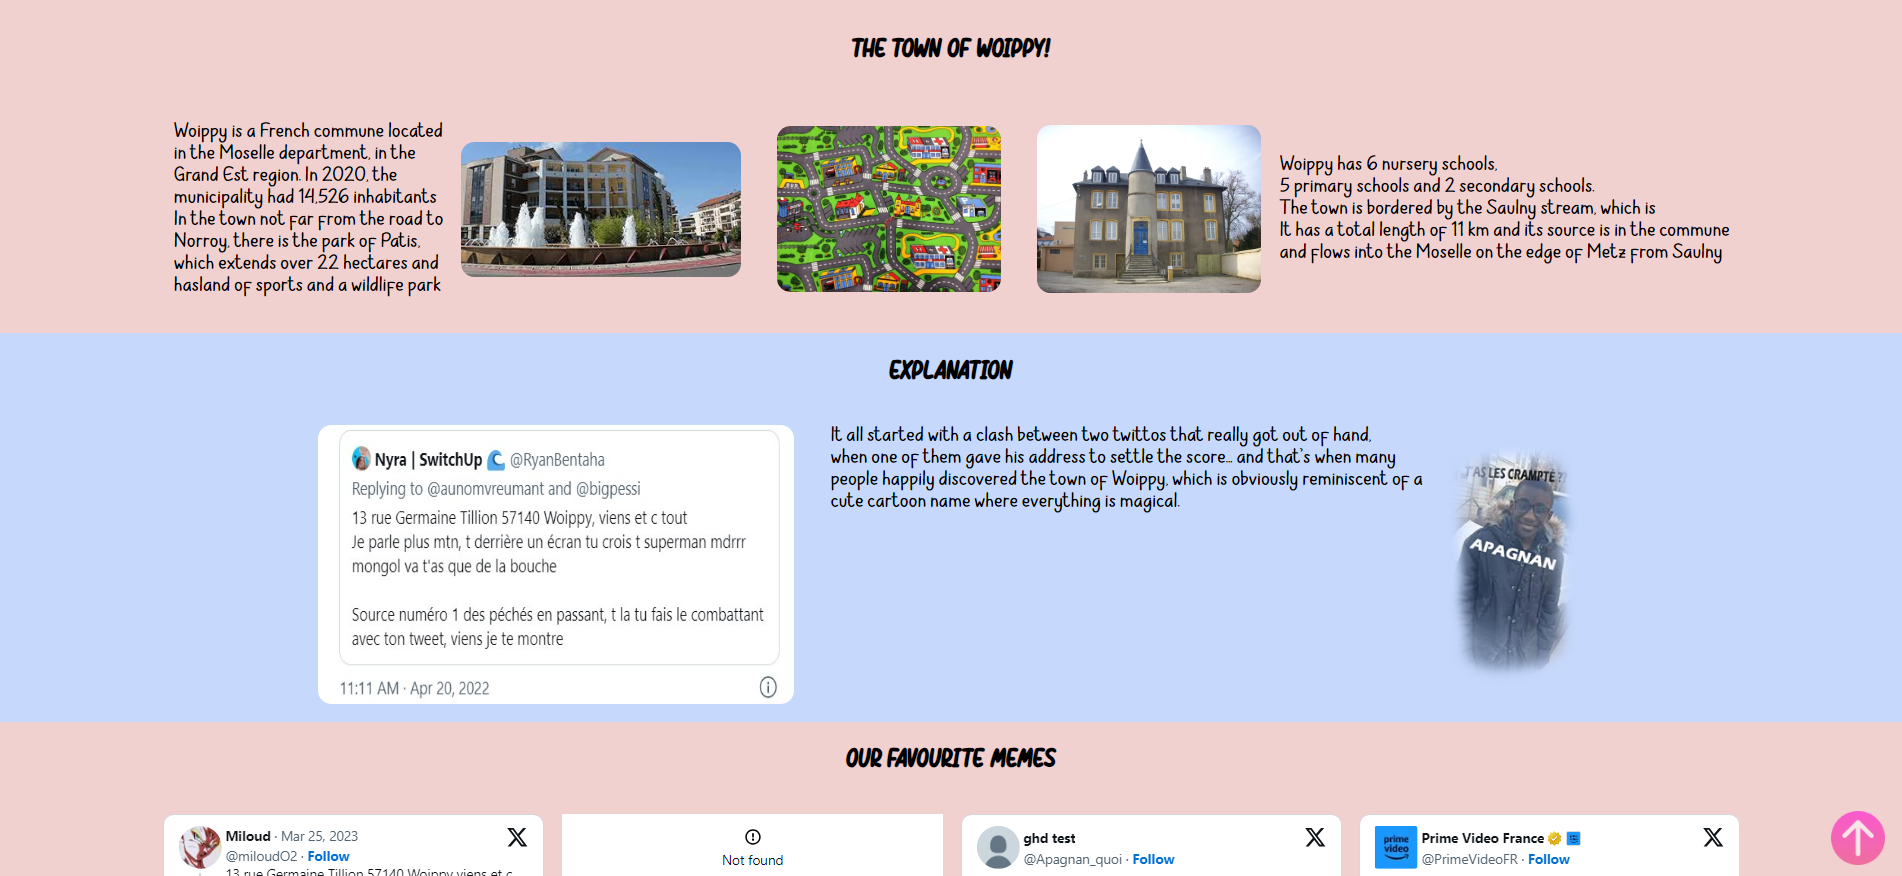 THE TOWN OF WOIPPY!
Woippy is a French commune located
in the Moselle department, in the
Grand Est region. In 2020, the
municipality had 14,526 inhabitants
In the town not far from the road to
Norroy, there is the park of Patis,
which extends over 22 hectares and
hasland of sports and a wildlife park
Woippy has 6 nursery schools,
5 primary schools and 2 secondary schools.
The town is bordered by the Saulny stream, which is
It has a total length of 11 km and its source is in the commune
and flows into the Moselle on the edge of Metz from Saulny
EXPLANATION
Nyra | SwitchUp 🌊 @RyanBentaha
Replying to @aunomvreumant and @bigpessi
13 rue Germaine Tillion 57140 Woippy, viens et c tout
Je parle plus mtn, t derrière un écran tu crois t superman mdrrr
mongol va t'as que de la bouche
Source numéro 1 des péchés en passant, t la tu fais le combattant
avec ton tweet, viens je te montre
11:11 AM · Apr 20, 2022
It all started with a clash between two twittos that really got out of hand,
when one of them gave his address to settle the score... and that's when many
people happily discovered the town of Woippy, which is obviously reminiscent of a
cute cartoon name where everything is magical.
T'AS LES CRAMPTÉ ??
APAGNAN
OUR FAVOURITE MEMES
Miloud · Mar 25, 2023
@miloudO2 · Follow
13 rue Germaine Tillion 57140 Woippy viens et c
Not found
ghd test
@Apagnan_quoi · Follow
prime video
Prime Video France
@PrimeVideoFR · Follow